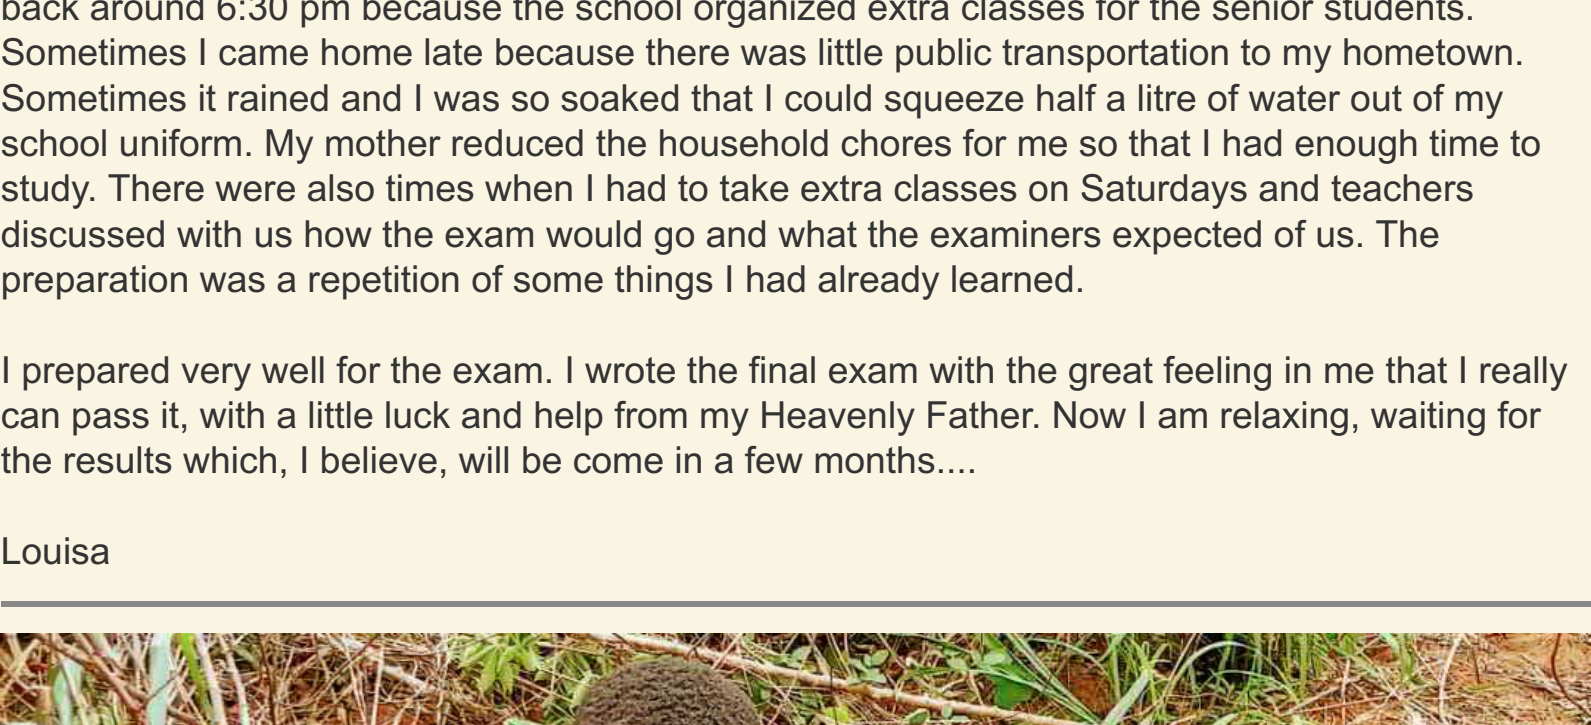 back around 6:30 pm because the school organized extra classes for the senior students.
Sometimes I came home late because there was little public transportation to my hometown.
Sometimes it rained and I was so soaked that I could squeeze half a litre of water out of my
school uniform. My mother reduced the household chores for me so that I had enough time to
study. There were also times when I had to take extra classes on Saturdays and teachers
discussed with us how the exam would go and what the examiners expected of us. The
preparation was a repetition of some things I had already learned.
I prepared very well for the exam. I wrote the final exam with the great feeling in me that I really
can pass it, with a little luck and help from my Heavenly Father. Now I am relaxing, waiting for
the results which, I believe, will be come in a few months....
Louisa